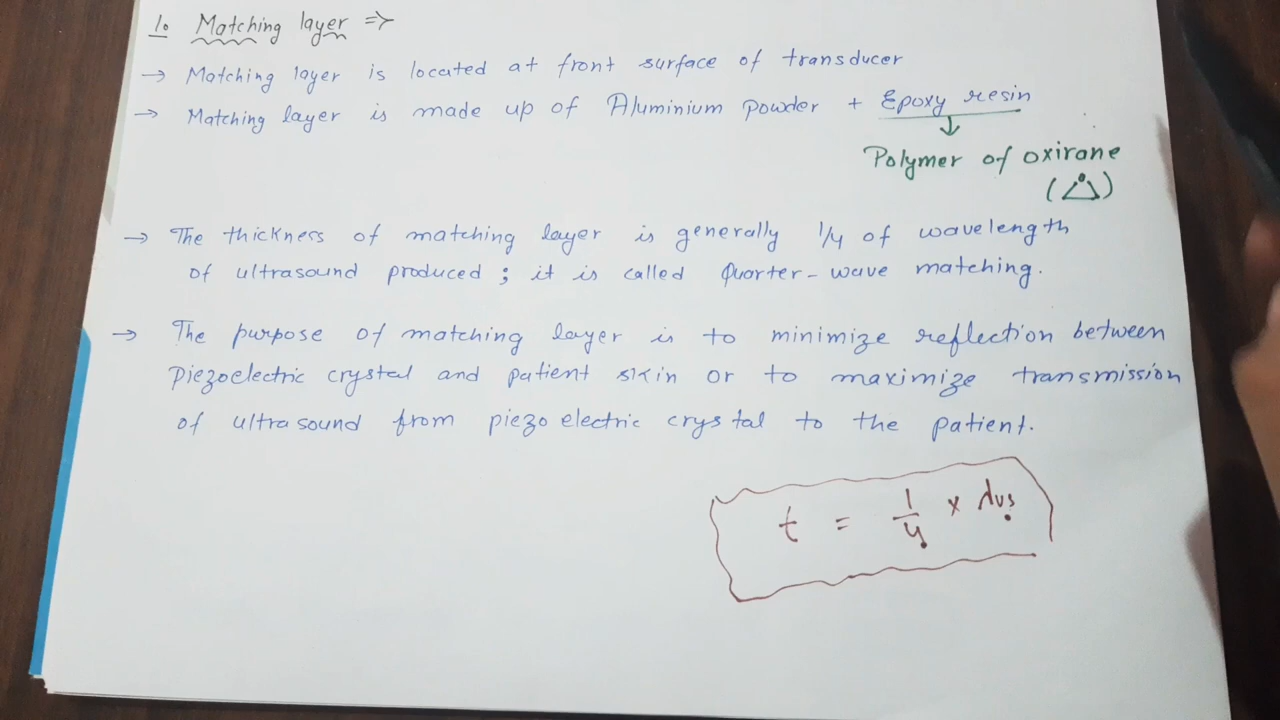 1. Matching layer ⇒
→ Matching layer is located at front surface of transducer
→ Matching layer is made up of Aluminium powder + Epoxy resin
↓
Polymer of oxirane
(△)
→ The thickness of matching layer is generally 1/4 of wavelength
of ultrasound produced ; it is called Quarter-wave matching.
→ The purpose of matching layer is to minimize reflection between
piezoelectric crystal and patient skin or to maximize transmission
of ultrasound from piezoelectric crystal to the patient.
t = 1/4 × λus